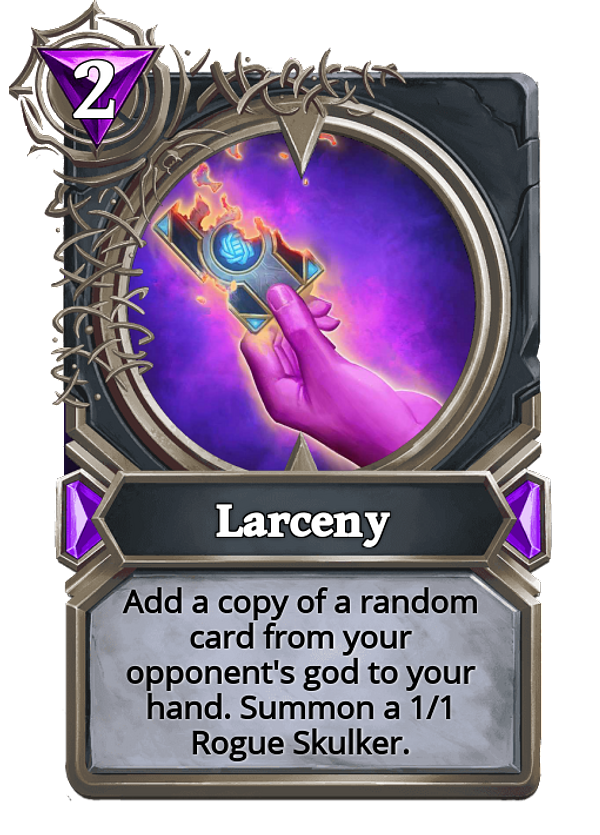 2
Larceny
Add a copy of a random
card from your
opponent's god to your
hand. Summon a 1/1
Rogue Skulker.